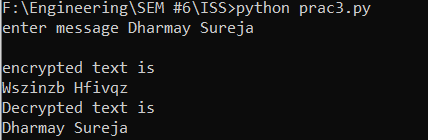 F:\Engineering\SEM #6\ISS>python prac3.py
enter message Dharmay Sureja
encrypted text is
Wszinzb Hfivqz
Decrypted text is
Dharmay Sureja